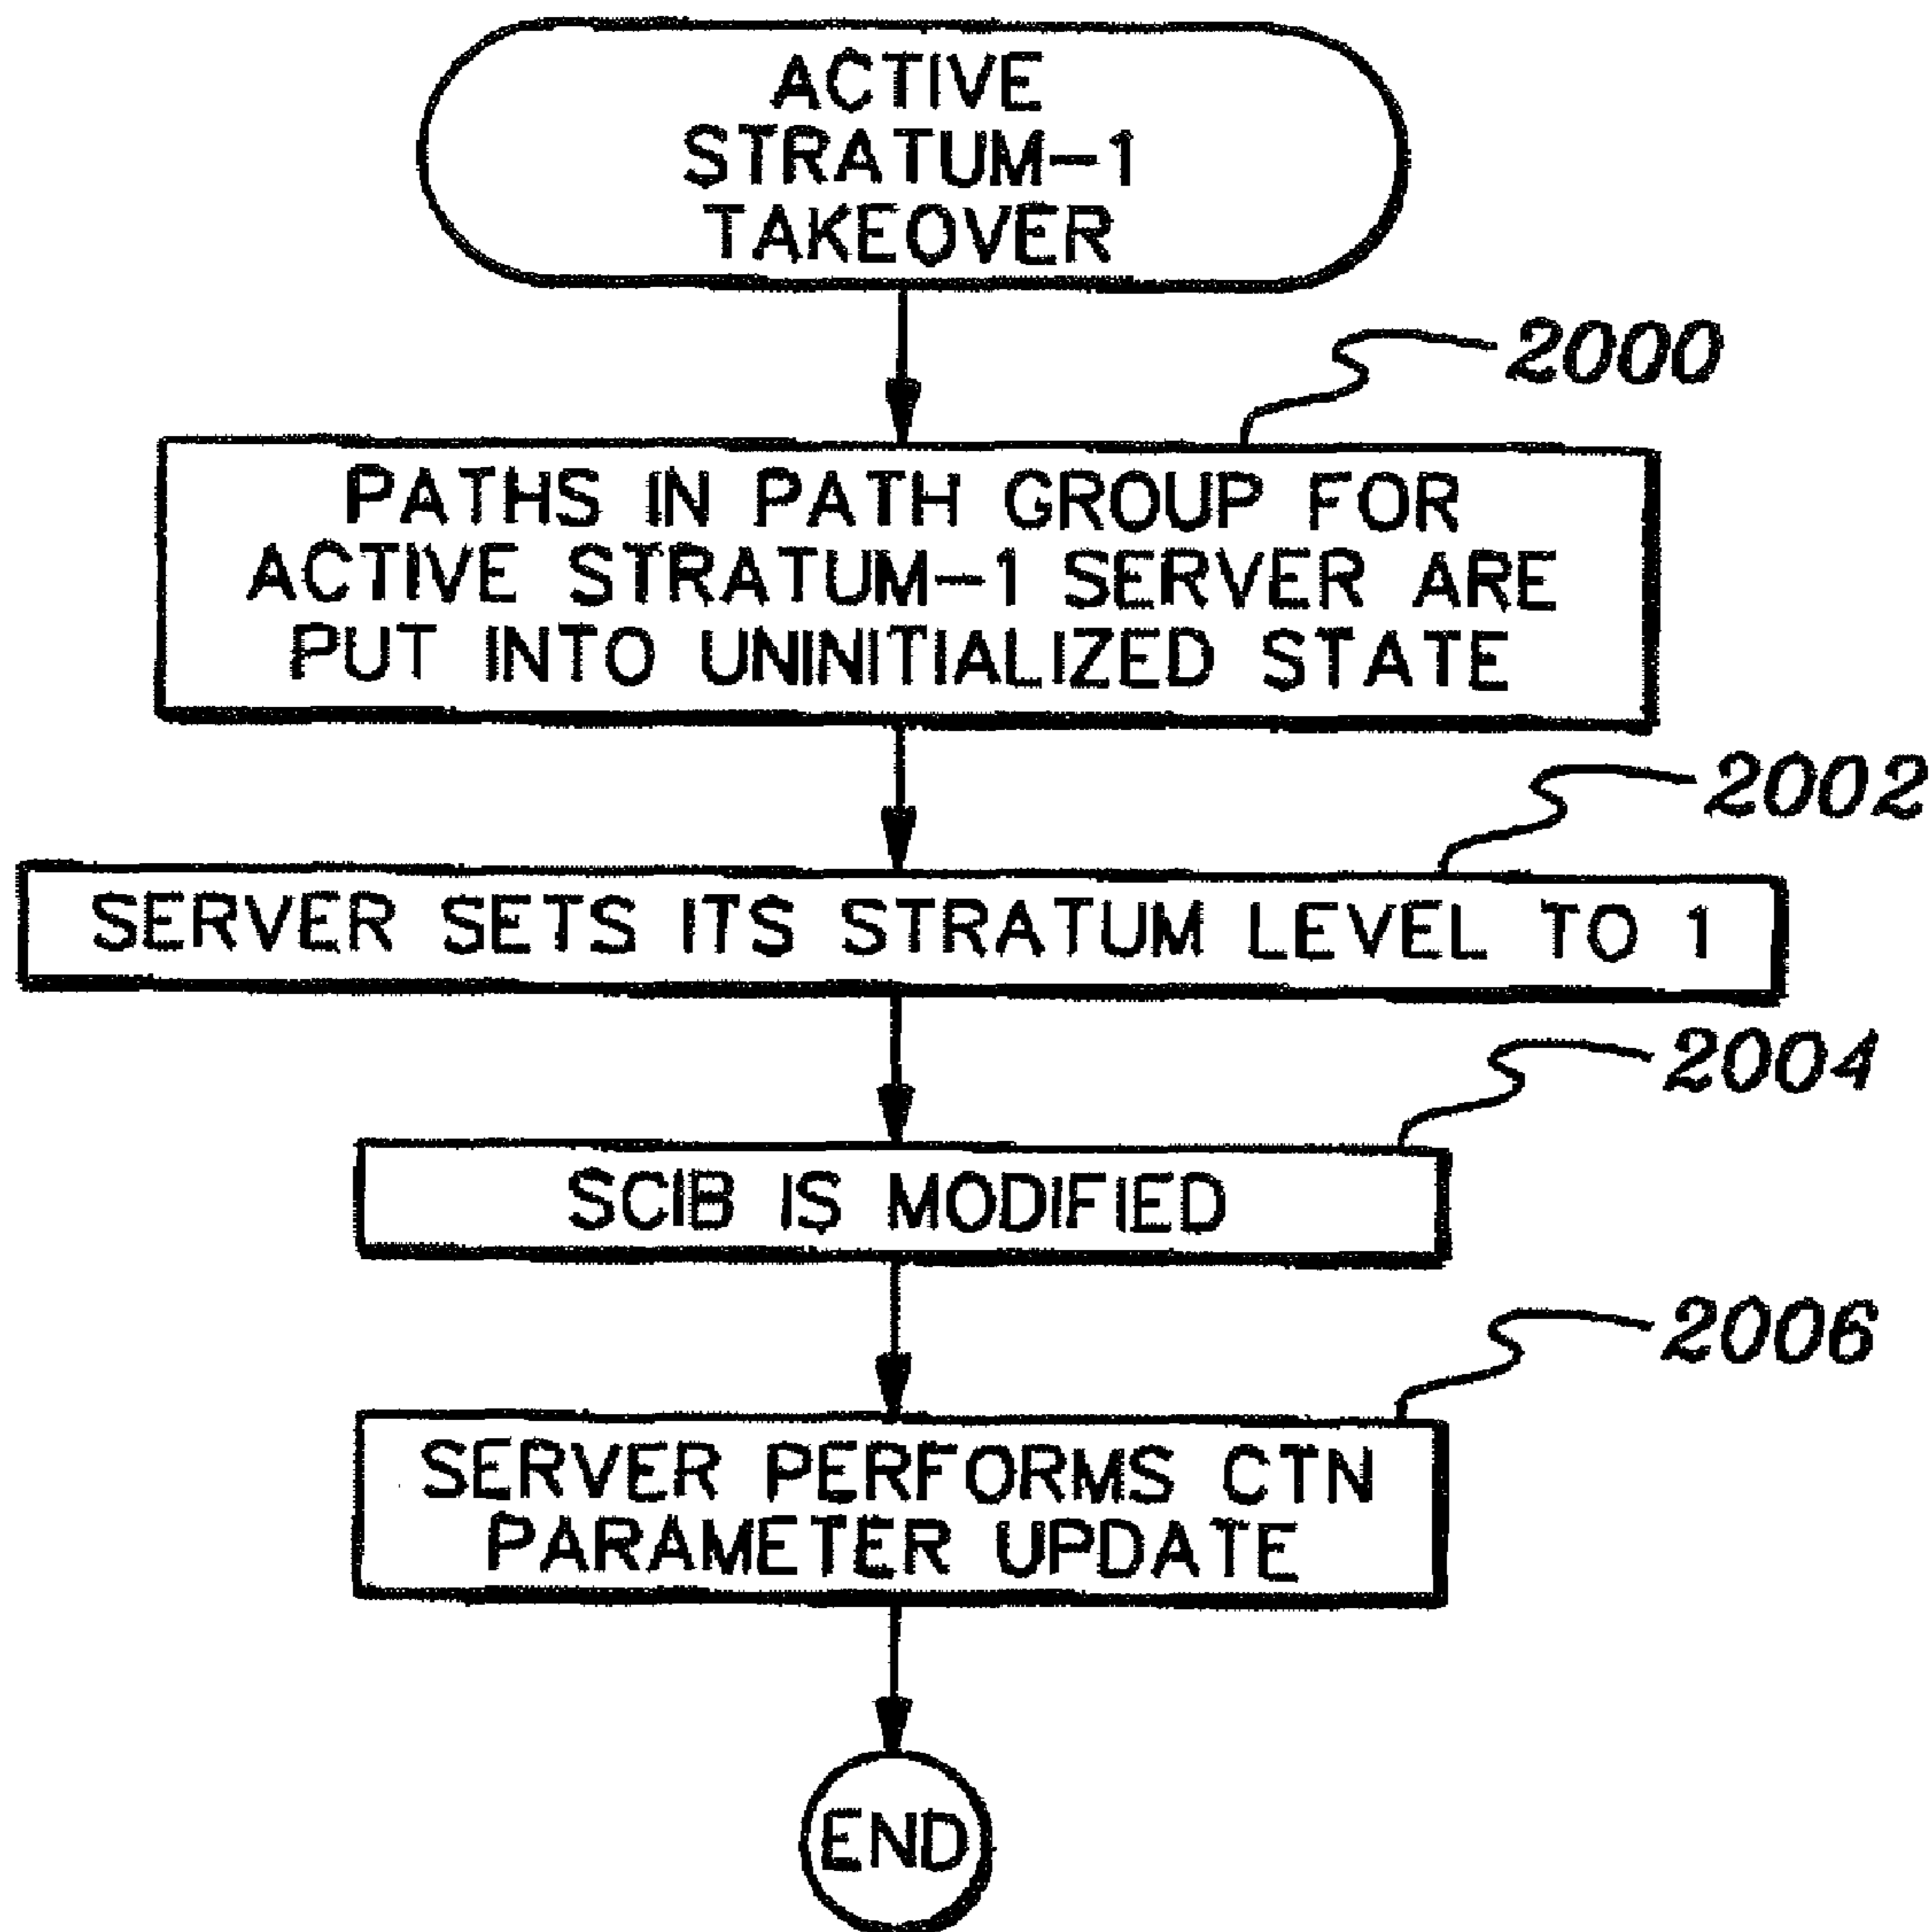 ACTIVE
STRATUM-1
TAKEOVER
2000
PATHS IN PATH GROUP FOR
ACTIVE STRATUM-1 SERVER ARE
PUT INTO UNINITIALIZED STATE
2002
SERVER SETS ITS STRATUM LEVEL TO 1
2004
SCIB IS MODIFIED
2006
SERVER PERFORMS CTN
PARAMETER UPDATE
END